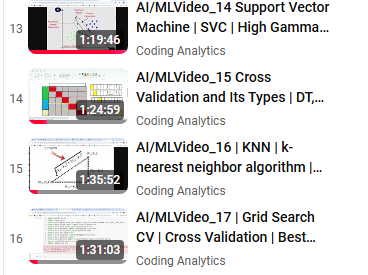 13
AI/MLVideo_14 Support Vector
Machine | SVC | High Gamma...
1:19:46
Coding Analytics
14
AI/MLVideo_15 Cross
Validation and Its Types | DT,...
1:24:59
Coding Analytics
15
AI/MLVideo_16 | KNN | k-
nearest neighbor algorithm |...
1:35:52
Coding Analytics
16
AI/MLVideo_17 | Grid Search
CV | Cross Validation | Best...
1:31:03
Coding Analytics